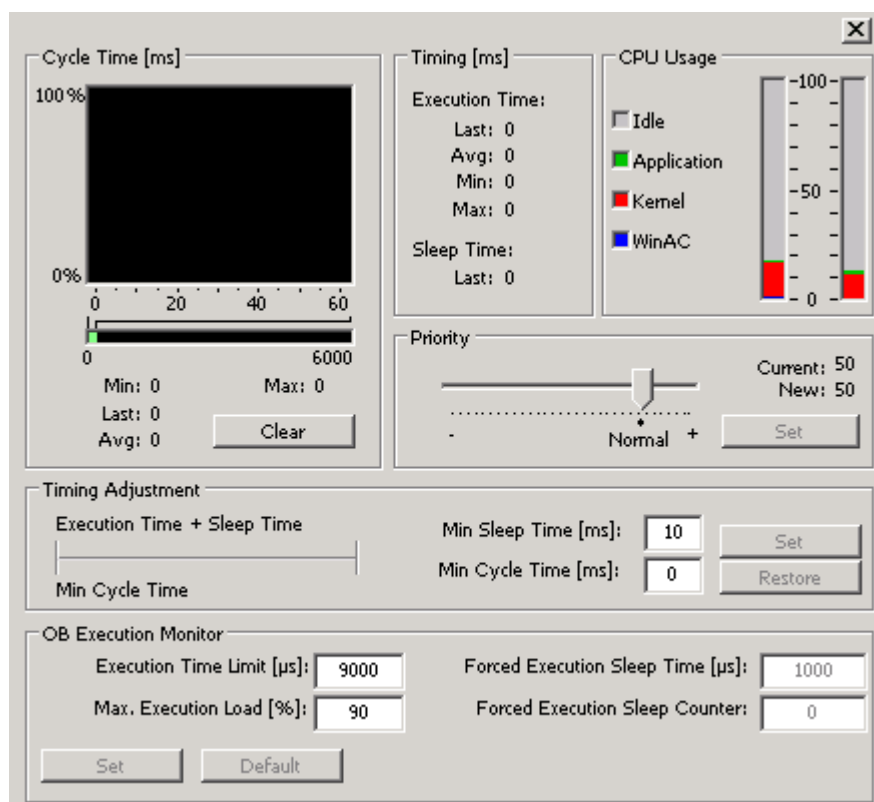 Cycle Time [ms]
100%
0%
0 20 40 60
0 6000
Min: 0 Max: 0
Last: 0
Avg: 0
Clear
Timing [ms]
Execution Time:
Last: 0
Avg: 0
Min: 0
Max: 0
Sleep Time:
Last: 0
CPU Usage
Idle
Application
Kernel
WinAC
100
50
0
Priority
- Normal +
Current: 50
New: 50
Set
Timing Adjustment
Execution Time + Sleep Time
Min Cycle Time
Min Sleep Time [ms]: 10
Min Cycle Time [ms]: 0
Set
Restore
OB Execution Monitor
Execution Time Limit [µs]: 9000
Max. Execution Load [%]: 90
Forced Execution Sleep Time [µs]: 1000
Forced Execution Sleep Counter: 0
Set
Default